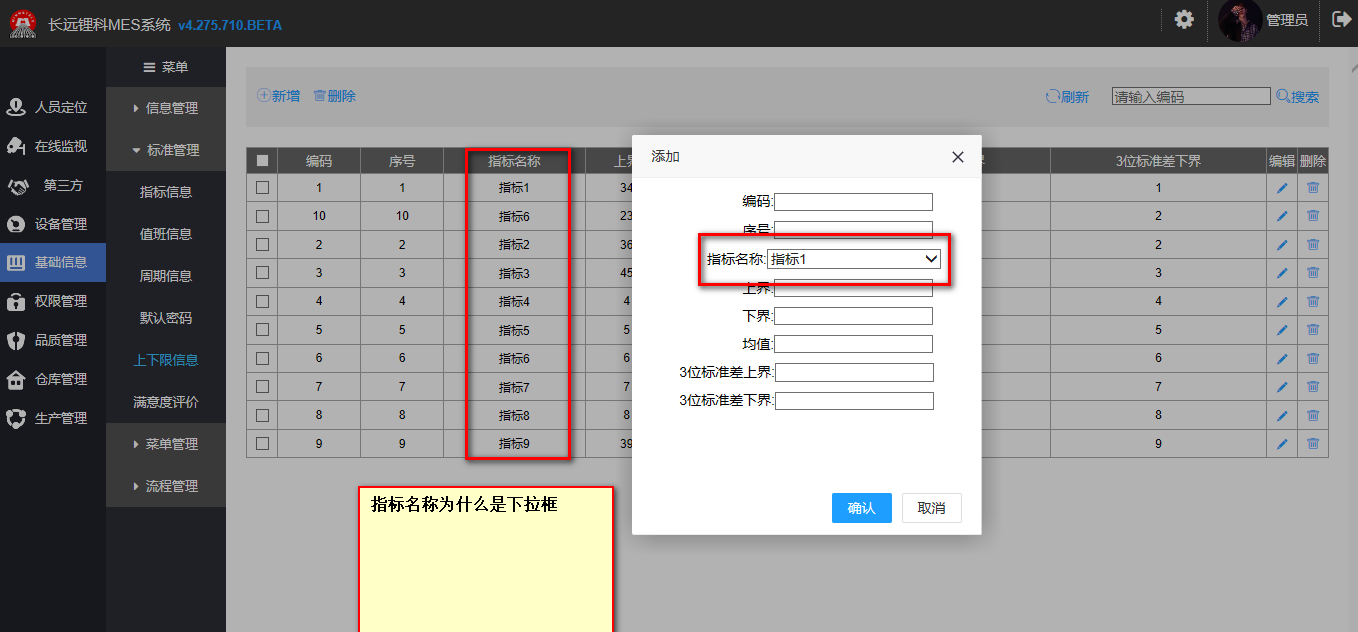 长远锂科MES系统 v4.275.710.BETA
管理员
菜单
人员定位
在线监视
第三方
设备管理
基础信息
权限管理
品质管理
仓库管理
生产管理
信息管理
标准管理
指标信息
值班信息
周期信息
默认密码
上下限信息
满意度评价
菜单管理
流程管理
新增 删除
刷新 请输入编码 搜索
编码 序号 指标名称 上界 3位标准差下界 编辑 删除
1 1 指标1 34 1
10 10 指标6 23 2
2 2 指标2 36 2
3 3 指标3 45 3
4 4 指标4 4 4
5 5 指标5 5 5
6 6 指标6 6 6
7 7 指标7 7 7
8 8 指标8 8 8
9 9 指标9 39 9
添加
编码:
序号:
指标名称: 指标1
上界:
下界:
均值:
3位标准差上界:
3位标准差下界:
确认 取消
指标名称为什么是下拉框